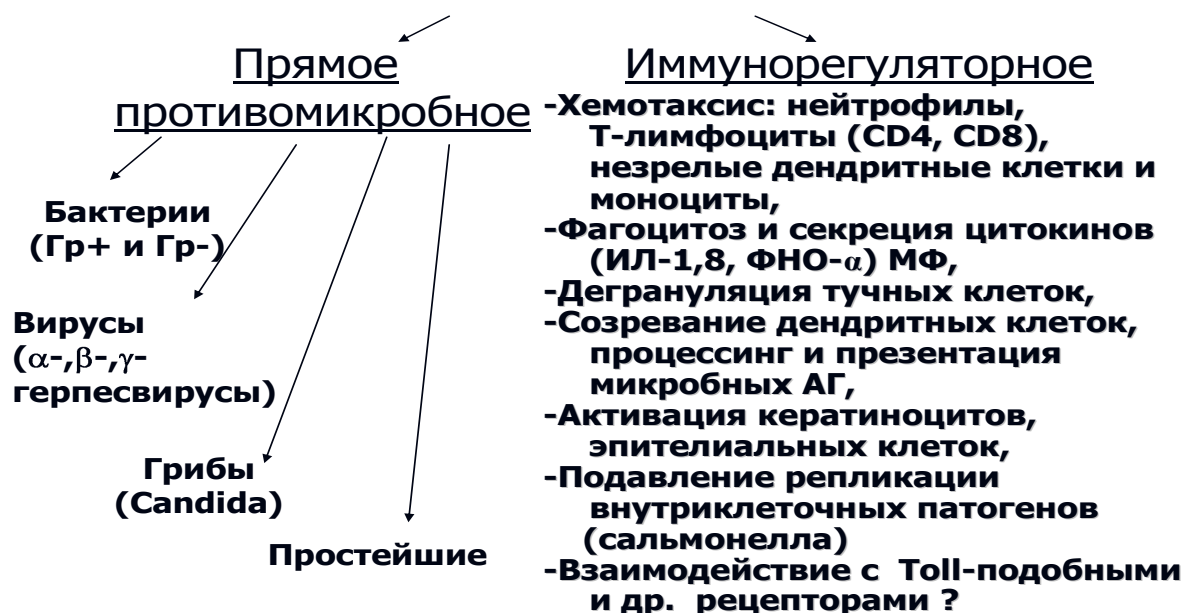 Прямое
противомикробное
Бактерии
(Гр+ и Гр-)
Вирусы
(α-,β-,γ-
герпесвирусы)
Грибы
(Candida)
Простейшие
Иммунорегуляторное
-Хемотаксис: нейтрофилы,
Т-лимфоциты (CD4, CD8),
незрелые дендритные клетки и
моноциты,
-Фагоцитоз и секреция цитокинов
(ИЛ-1,8, ФНО-α) МФ,
-Дегрануляция тучных клеток,
-Созревание дендритных клеток,
процессинг и презентация
микробных АГ,
-Активация кератиноцитов,
эпителиальных клеток,
-Подавление репликации
внутриклеточных патогенов
(сальмонелла)
-Взаимодействие с Toll-подобными
и др. рецепторами ?